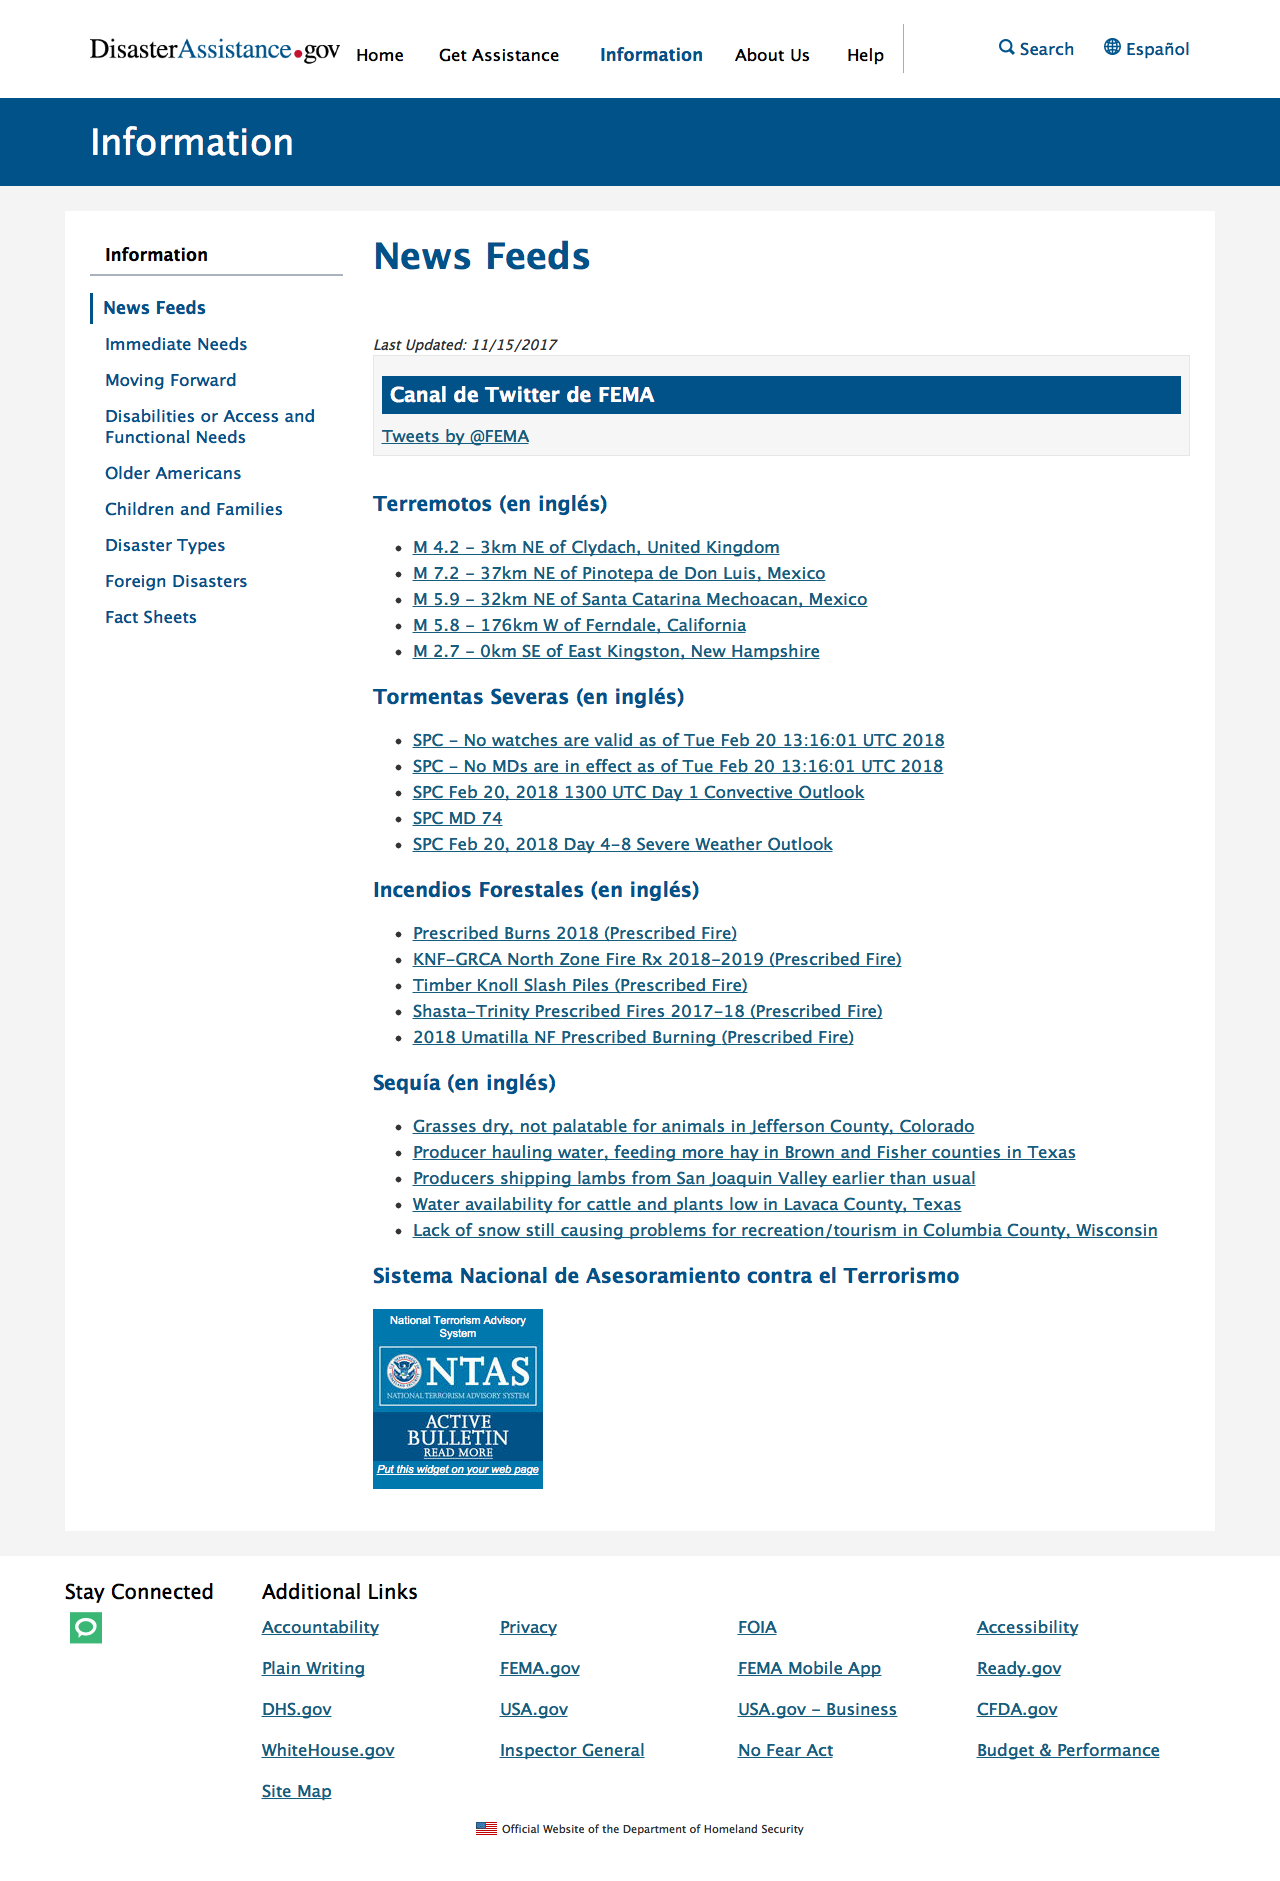 DisasterAssistance.gov
Home
Get Assistance
Information
About Us
Help
Search
Español
Information
Information
News Feeds
Immediate Needs
Moving Forward
Disabilities or Access and
Functional Needs
Older Americans
Children and Families
Disaster Types
Foreign Disasters
Fact Sheets
News Feeds
Last Updated: 11/15/2017
Canal de Twitter de FEMA
Tweets by @FEMA
Terremotos (en inglés)
M 4.2 - 3km NE of Clydach, United Kingdom
M 7.2 - 37km NE of Pinotepa de Don Luis, Mexico
M 5.9 - 32km NE of Santa Catarina Mechoacan, Mexico
M 5.8 - 176km W of Ferndale, California
M 2.7 - 0km SE of East Kingston, New Hampshire
Tormentas Severas (en inglés)
SPC - No watches are valid as of Tue Feb 20 13:16:01 UTC 2018
SPC - No MDs are in effect as of Tue Feb 20 13:16:01 UTC 2018
SPC Feb 20, 2018 1300 UTC Day 1 Convective Outlook
SPC MD 74
SPC Feb 20, 2018 Day 4-8 Severe Weather Outlook
Incendios Forestales (en inglés)
Prescribed Burns 2018 (Prescribed Fire)
KNF-GRCA North Zone Fire Rx 2018-2019 (Prescribed Fire)
Timber Knoll Slash Piles (Prescribed Fire)
Shasta-Trinity Prescribed Fires 2017-18 (Prescribed Fire)
2018 Umatilla NF Prescribed Burning (Prescribed Fire)
Sequía (en inglés)
Grasses dry, not palatable for animals in Jefferson County, Colorado
Producer hauling water, feeding more hay in Brown and Fisher counties in Texas
Producers shipping lambs from San Joaquin Valley earlier than usual
Water availability for cattle and plants low in Lavaca County, Texas
Lack of snow still causing problems for recreation/tourism in Columbia County, Wisconsin
Sistema Nacional de Asesoramiento contra el Terrorismo
National Terrorism Advisory
System
NTAS
NATIONAL TERRORISM ADVISORY SYSTEM
ACTIVE
BULLETIN
READ MORE
Put this widget on your web page
Stay Connected
Additional Links
Accountability
Privacy
FOIA
Accessibility
Plain Writing
FEMA.gov
FEMA Mobile App
Ready.gov
DHS.gov
USA.gov
USA.gov - Business
CFDA.gov
WhiteHouse.gov
Inspector General
No Fear Act
Budget & Performance
Site Map
Official Website of the Department of Homeland Security